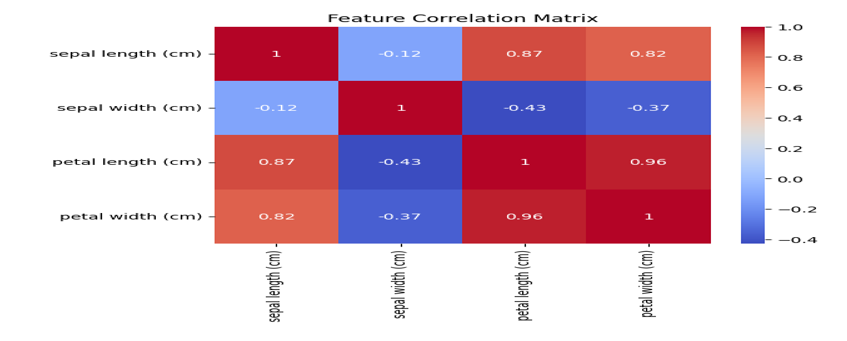 Feature Correlation Matrix
sepal length (cm) 1 -0.12 0.87 0.82
sepal width (cm) -0.12 1 -0.43 -0.37
petal length (cm) 0.87 -0.43 1 0.96
petal width (cm) 0.82 -0.37 0.96 1
sepal length (cm)
sepal width (cm)
petal length (cm)
petal width (cm)
1.0
0.8
0.6
0.4
0.2
0.0
−0.2
−0.4